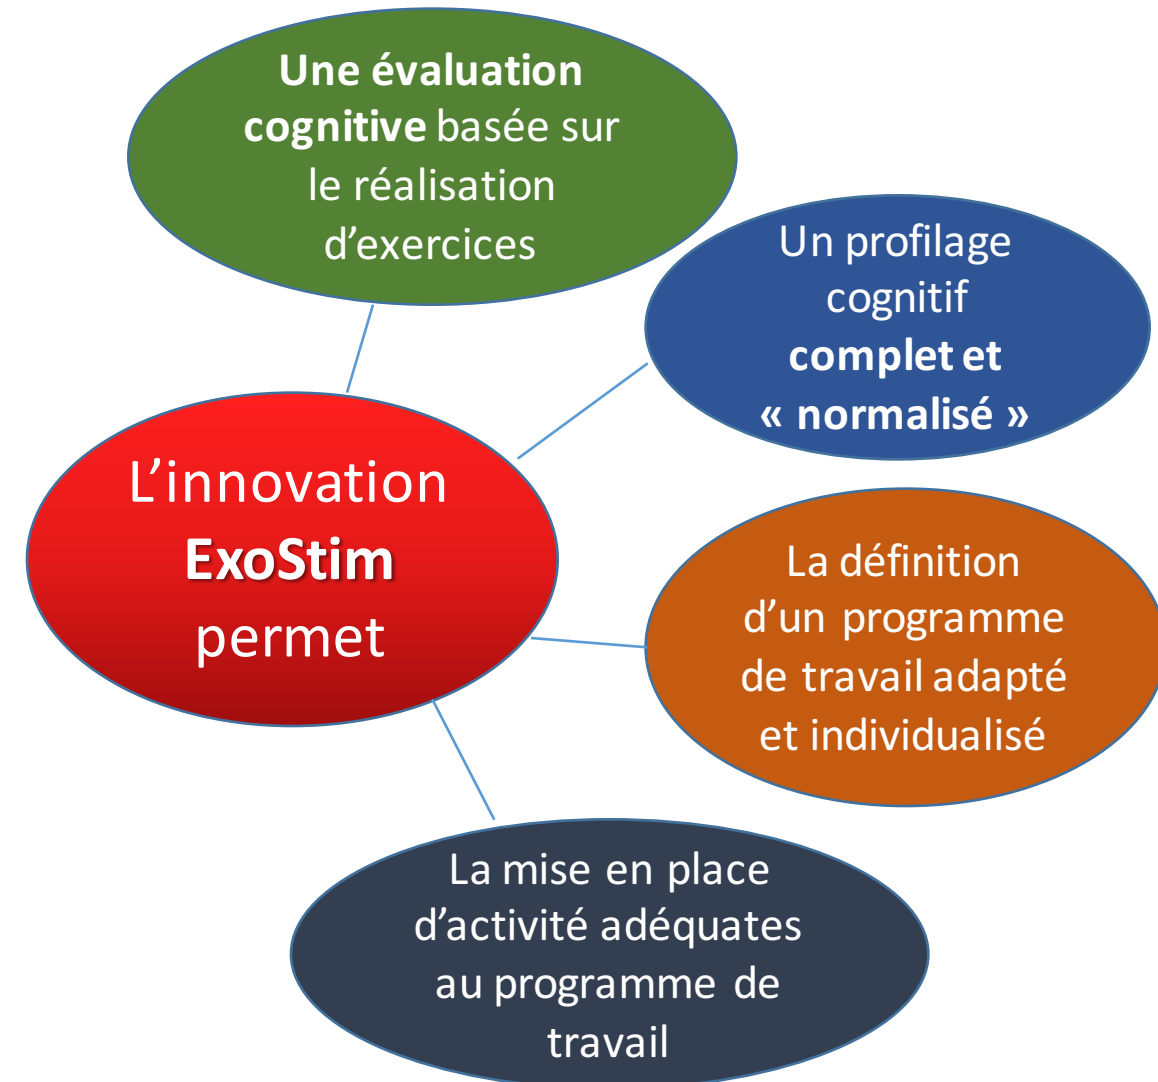 Une évaluation
cognitive basée sur
le réalisation
d’exercices
Un profilage
cognitif
complet et
« normalisé »
L’innovation
ExoStim
permet
La définition
d’un programme
de travail adapté
et individualisé
La mise en place
d’activité adéquates
au programme de
travail